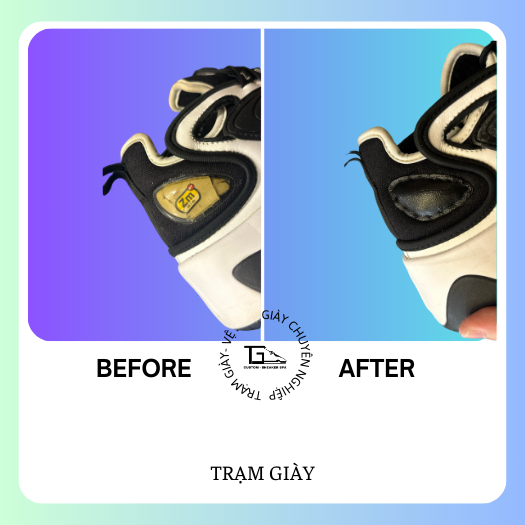 Zm
BEFORE
AFTER
TRẠM GIÀY - VỆ SINH GIÀY CHUYÊN NGHIỆP
TG
CUSTOM - SNEAKER SPA
TRẠM GIÀY